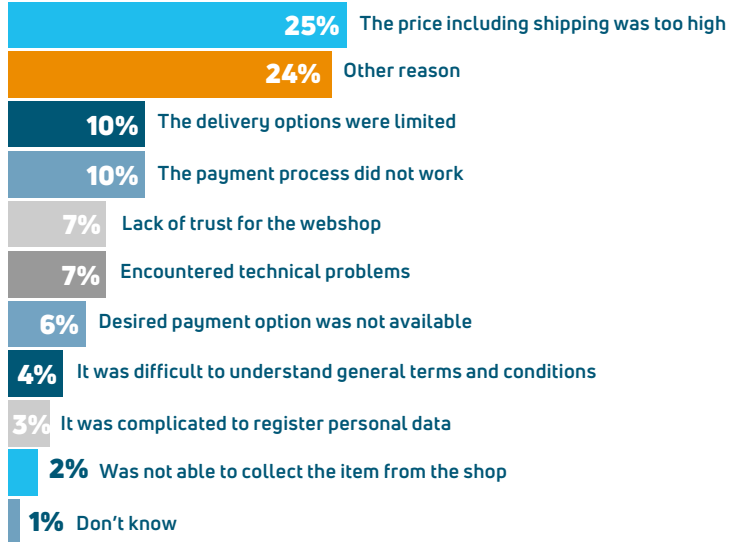 25% The price including shipping was too high
24% Other reason
10% The delivery options were limited
10% The payment process did not work
7% Lack of trust for the webshop
7% Encountered technical problems
6% Desired payment option was not available
4% It was difficult to understand general terms and conditions
3% It was complicated to register personal data
2% Was not able to collect the item from the shop
1% Don’t know